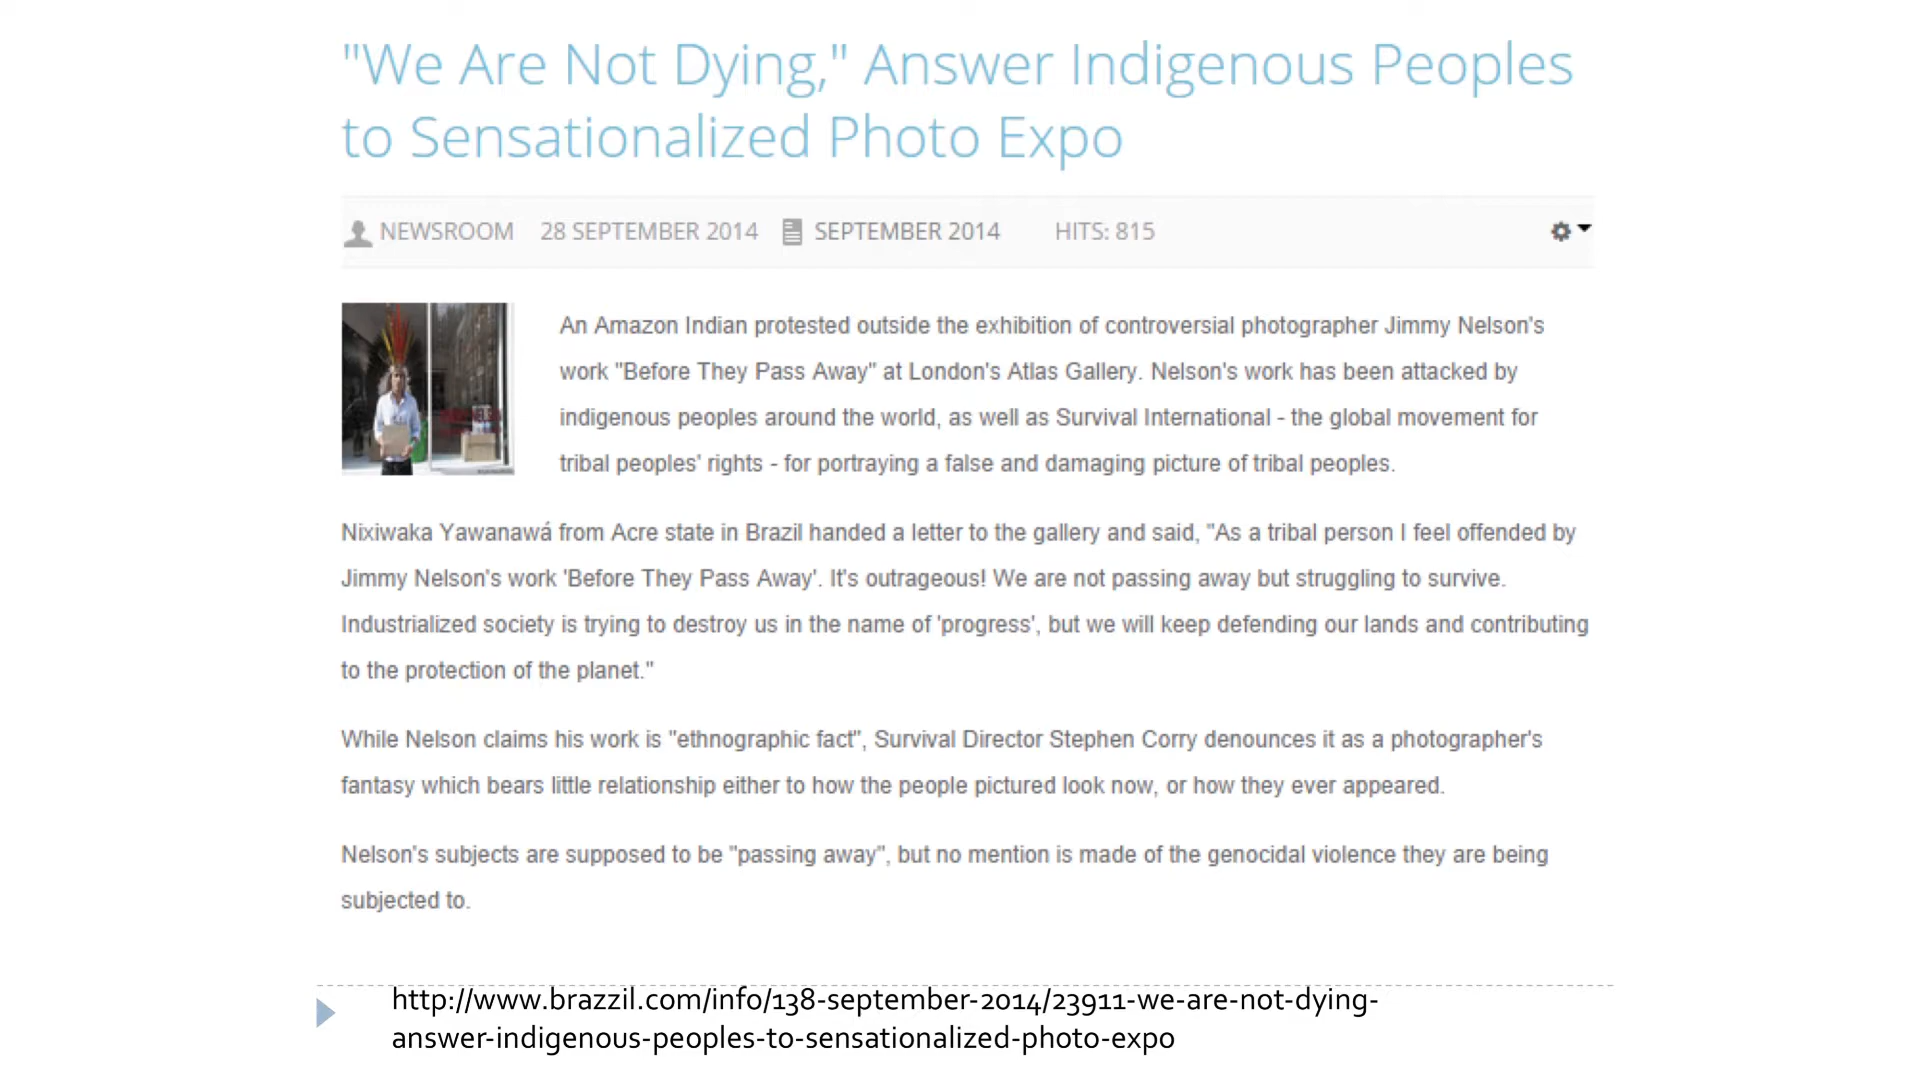 "We Are Not Dying," Answer Indigenous Peoples
to Sensationalized Photo Expo
NEWSROOM 28 SEPTEMBER 2014 SEPTEMBER 2014 HITS: 815
An Amazon Indian protested outside the exhibition of controversial photographer Jimmy Nelson's
work "Before They Pass Away" at London's Atlas Gallery. Nelson's work has been attacked by
indigenous peoples around the world, as well as Survival International - the global movement for
tribal peoples' rights - for portraying a false and damaging picture of tribal peoples.
Nixiwaka Yawanawá from Acre state in Brazil handed a letter to the gallery and said, "As a tribal person I feel offended by
Jimmy Nelson's work 'Before They Pass Away'. It's outrageous! We are not passing away but struggling to survive.
Industrialized society is trying to destroy us in the name of 'progress', but we will keep defending our lands and contributing
to the protection of the planet."
While Nelson claims his work is "ethnographic fact", Survival Director Stephen Corry denounces it as a photographer's
fantasy which bears little relationship either to how the people pictured look now, or how they ever appeared.
Nelson's subjects are supposed to be "passing away", but no mention is made of the genocidal violence they are being
subjected to.
http://www.brazzil.com/info/138-september-2014/23911-we-are-not-dying-
answer-indigenous-peoples-to-sensationalized-photo-expo